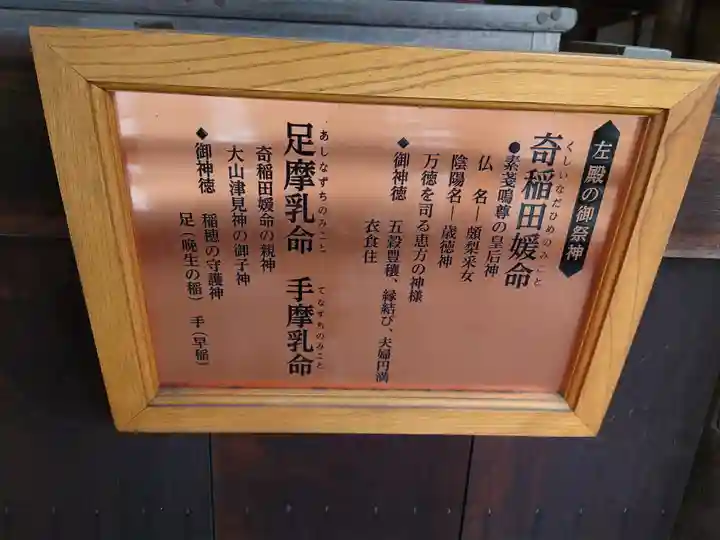 左殿の御祭神
くしいなだひめのみこと
奇稲田媛命
●素戔嗚尊の皇后神
仏 名―頗梨采女
陰陽名―歳徳神
万徳を司る恵方の神様
◆御神徳 五穀豊穣、縁結び、夫婦円満
衣食住
あしなずちのみこと てなずちのみこと
足摩乳命 手摩乳命
奇稲田媛命の親神
大山津見神の御子神
◆御神徳 稲穂の守護神
足(晩生の稲) 手(早稲)